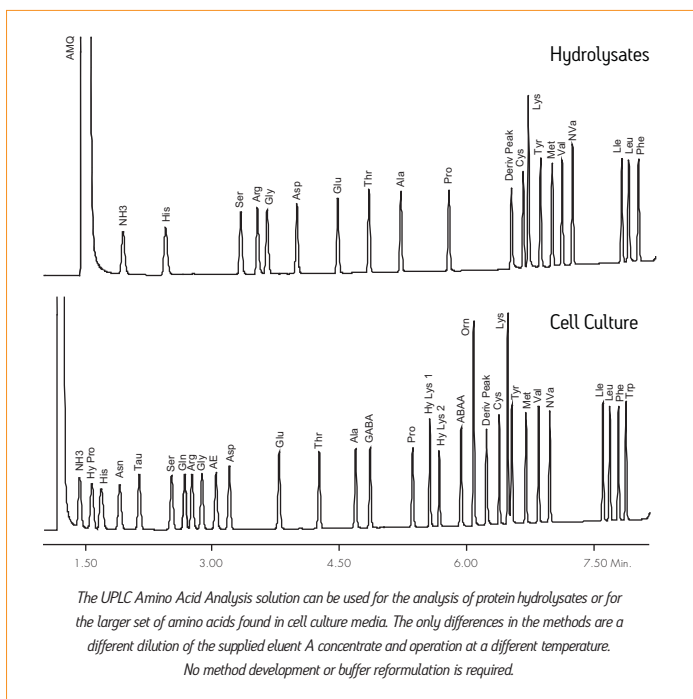 Hydrolysates
AMQ
NH3
His
Ser
Arg
Gly
Asp
Glu
Thr
Ala
Pro
Deriv Peak
Cys
Lys
Tyr
Met
Val
NVa
Lle
Leu
Phe
Cell Culture
NH3
Hy Pro
His
Asn
Tau
Ser
Gln
Arg
Gly
AE
Asp
Glu
Thr
Ala
GABA
Pro
Hy Lys 1
Hy Lys 2
ABAA
Orn
Deriv Peak
Cys
Lys
Tyr
Met
Val
NVa
Lle
Leu
Phe
Trp
1.50 3.00 4.50 6.00 7.50 Min.
The UPLC Amino Acid Analysis solution can be used for the analysis of protein hydrolysates or for
the larger set of amino acids found in cell culture media. The only differences in the methods are a
different dilution of the supplied eluent A concentrate and operation at a different temperature.
No method development or buffer reformulation is required.